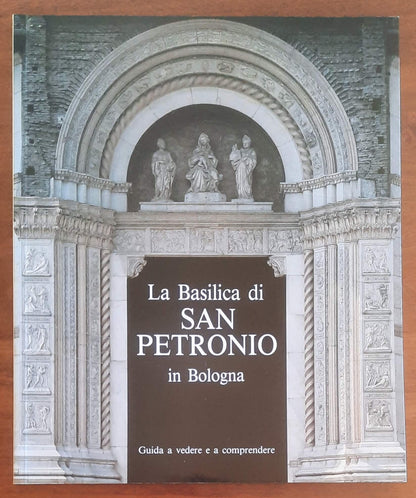 La Basilica di
SAN
PETRONIO
in Bologna
Guida a vedere e a comprendere